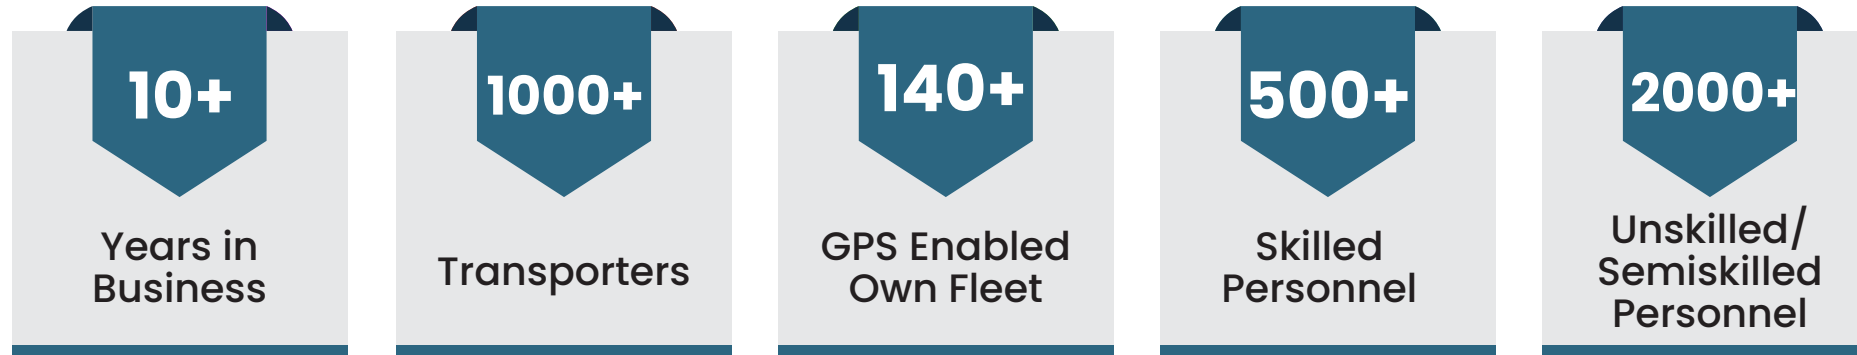 10+
Years in
Business
1000+
Transporters
140+
GPS Enabled
Own Fleet
500+
Skilled
Personnel
2000+
Unskilled/
Semiskilled
Personnel